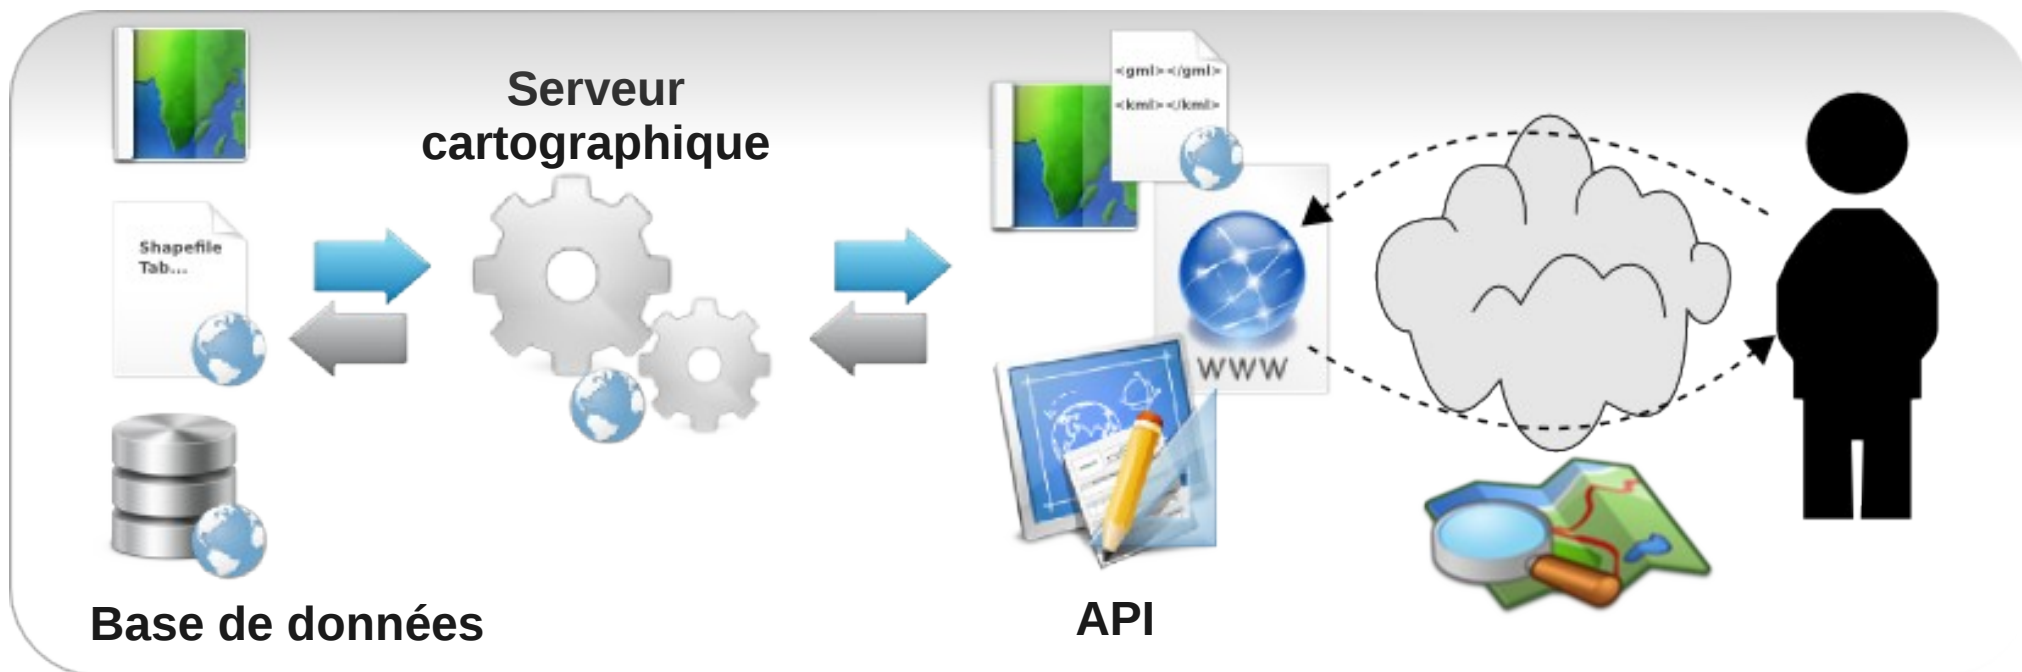 Serveur
cartographique
Shapefile
Tab...
<gml></gml>
<kml></kml>
WWW
Base de données
API